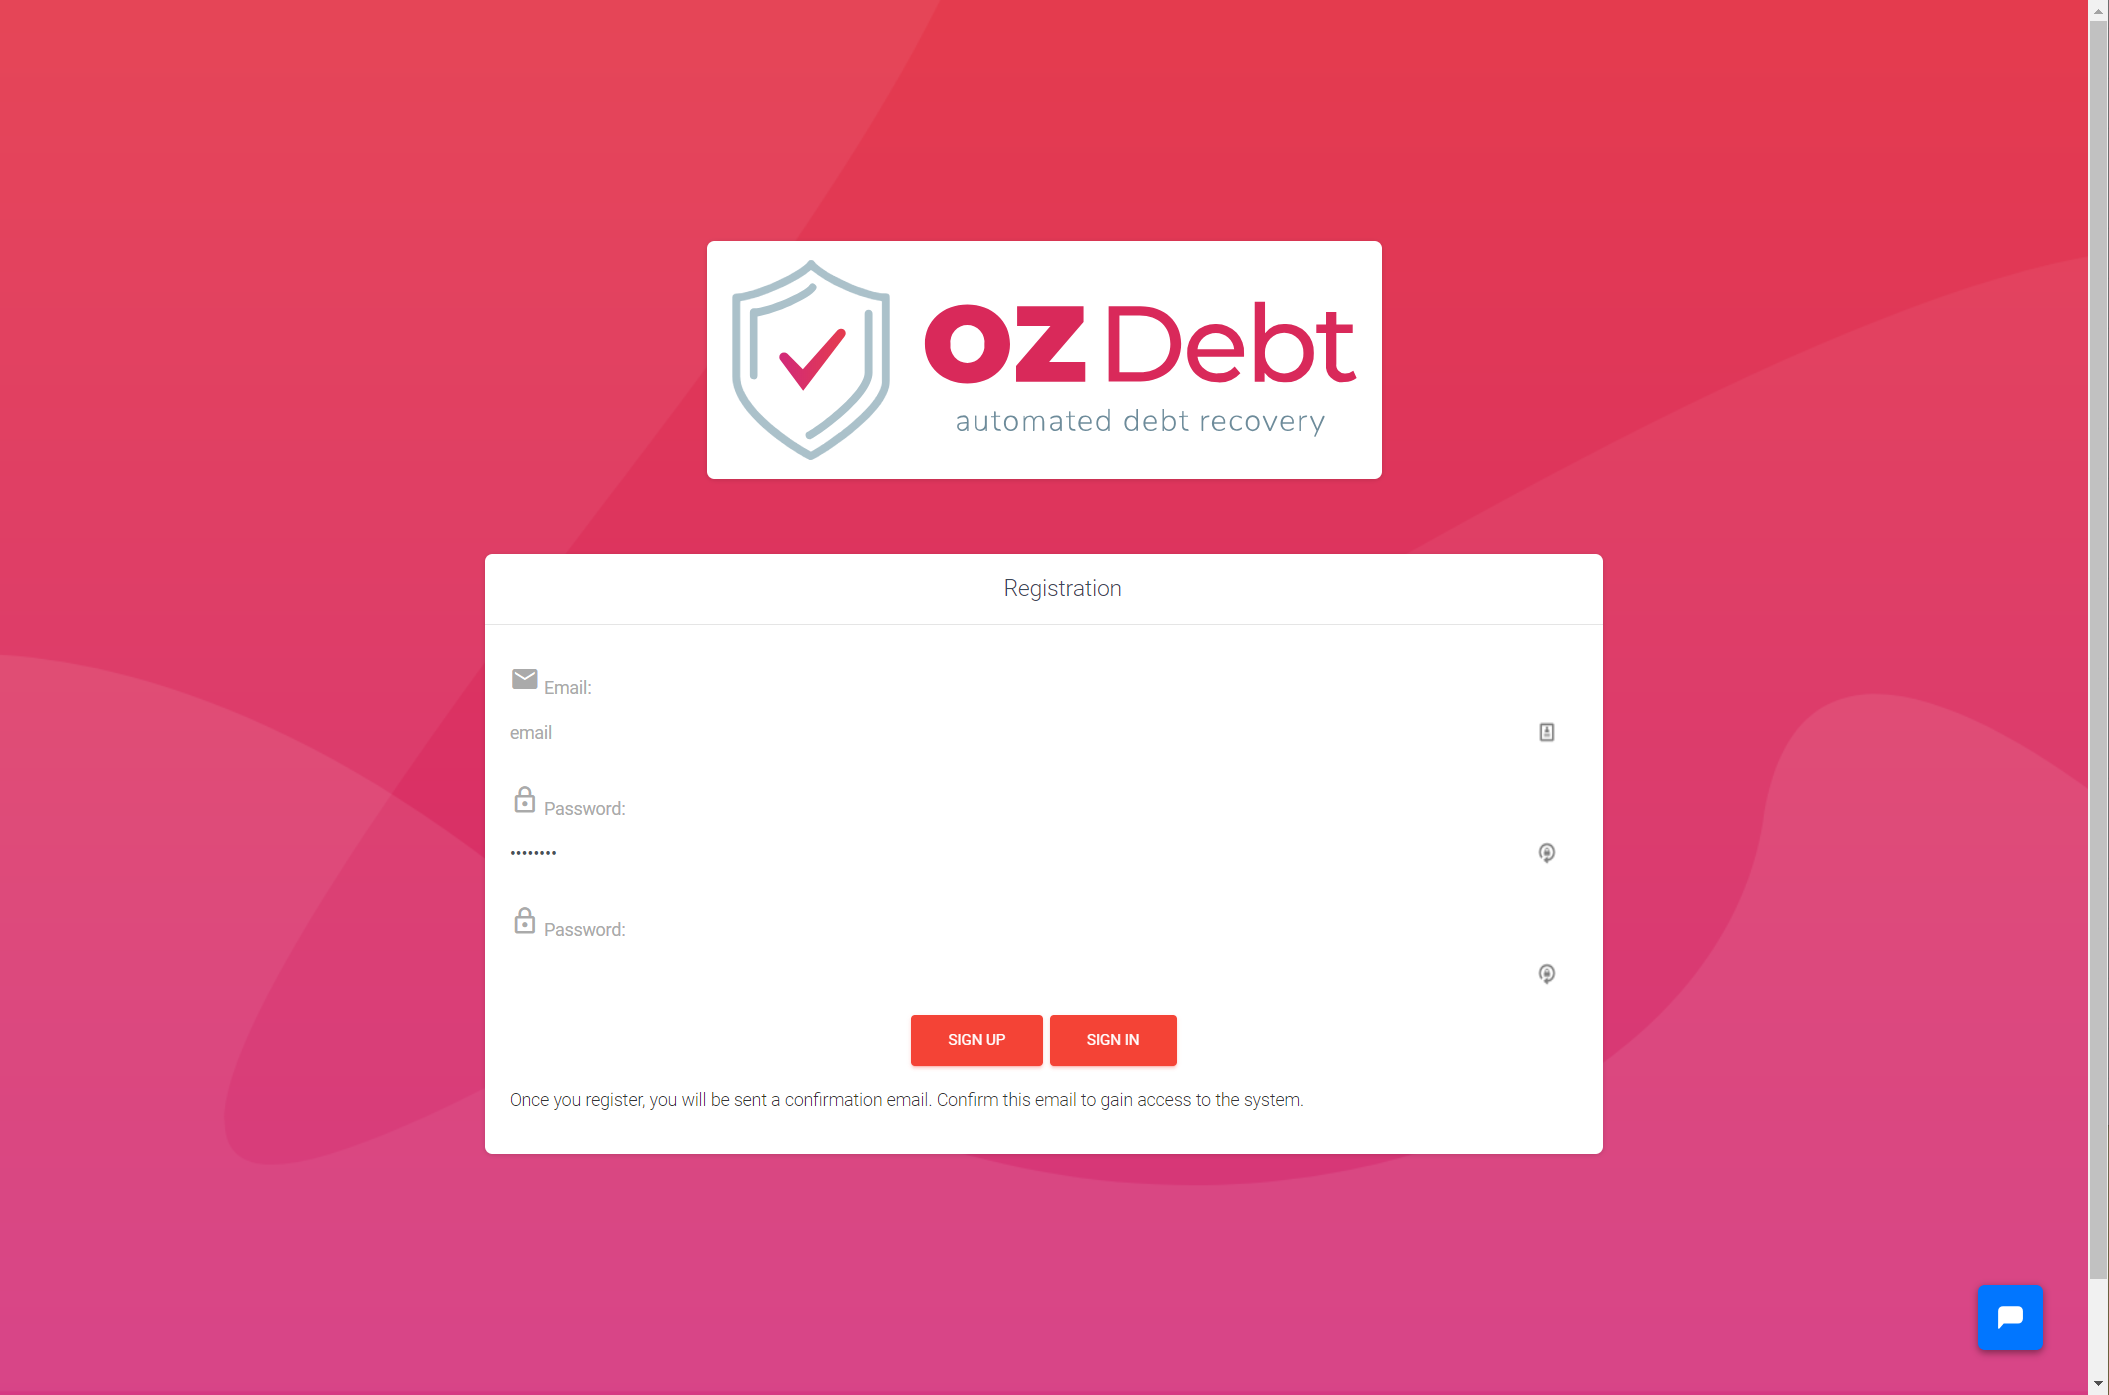 OZ Debt
automated debt recovery
Registration
Email:
email
Password:
••••••••
Password:
SIGN UP SIGN IN
Once you register, you will be sent a confirmation email. Confirm this email to gain access to the system.